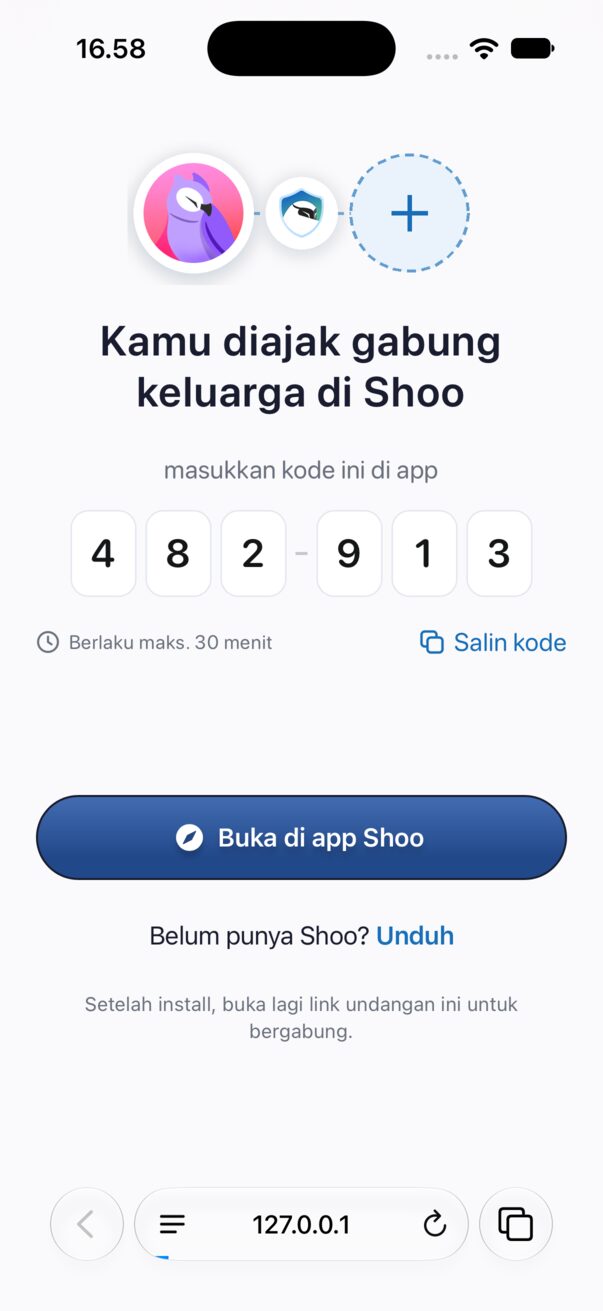 16.58
Kamu diajak gabung
keluarga di Shoo
masukkan kode ini di app
4 8 2 - 9 1 3
Berlaku maks. 30 menit
Salin kode
Buka di app Shoo
Belum punya Shoo? Unduh
Setelah install, buka lagi link undangan ini untuk
bergabung.
127.0.0.1